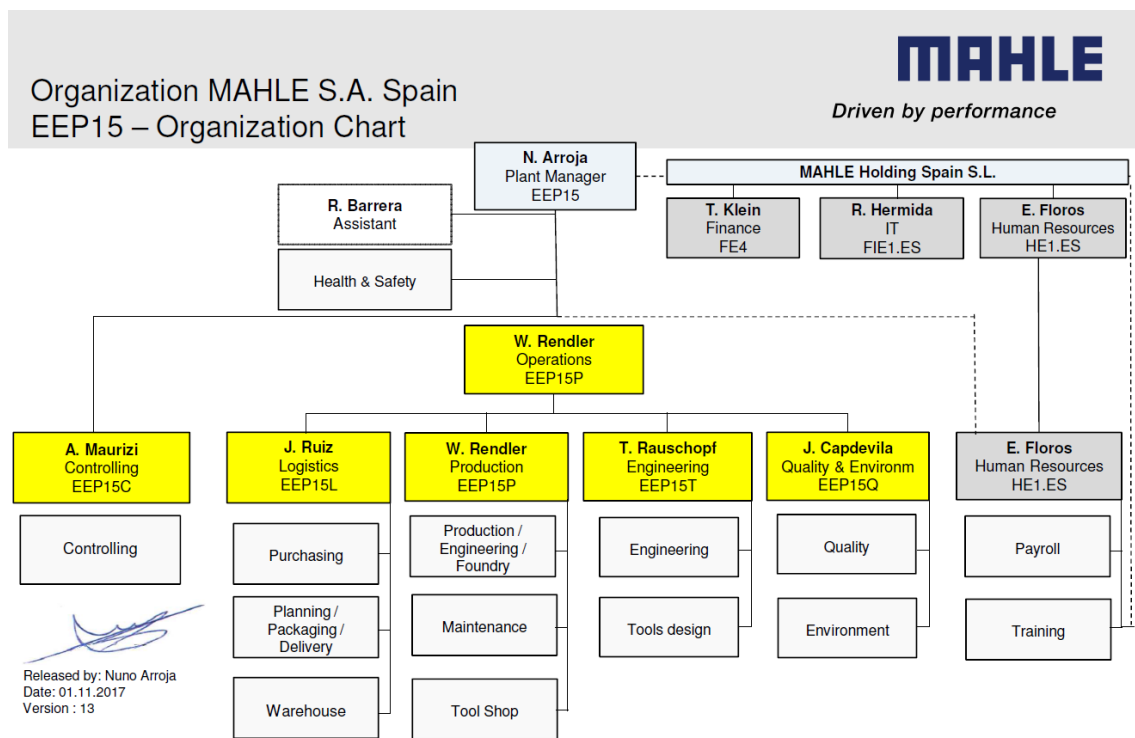 Organization MAHLE S.A. Spain
EEP15 – Organization Chart
MAHLE
Driven by performance
N. Arroja
Plant Manager
EEP15
MAHLE Holding Spain S.L.
R. Barrera
Assistant
T. Klein
Finance
FE4
R. Hermida
IT
FIE1.ES
E. Floros
Human Resources
HE1.ES
Health & Safety
W. Rendler
Operations
EEP15P
A. Maurizi
Controlling
EEP15C
J. Ruiz
Logistics
EEP15L
W. Rendler
Production
EEP15P
T. Rauschopf
Engineering
EEP15T
J. Capdevila
Quality & Environm
EEP15Q
E. Floros
Human Resources
HE1.ES
Controlling
Purchasing
Production /
Engineering /
Foundry
Engineering
Quality
Payroll
Planning /
Packaging /
Delivery
Maintenance
Tools design
Environment
Training
Warehouse
Tool Shop
Released by: Nuno Arroja
Date: 01.11.2017
Version : 13